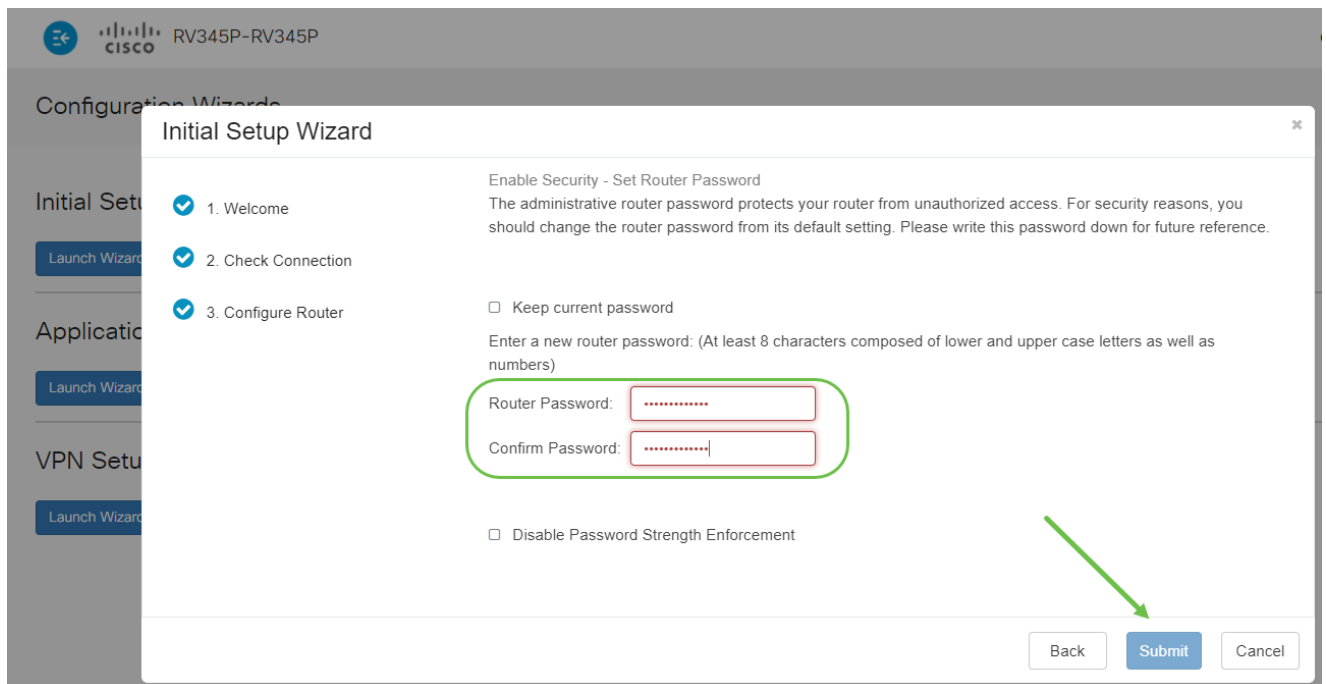 CISCO RV345P-RV345P
Configuration Wizards
Initial Setup Wizard
Initial Setu
Launch Wizard
Applicatio
Launch Wizard
VPN Setu
Launch Wizard
1. Welcome
2. Check Connection
3. Configure Router
Enable Security - Set Router Password
The administrative router password protects your router from unauthorized access. For security reasons, you
should change the router password from its default setting. Please write this password down for future reference.
Keep current password
Enter a new router password: (At least 8 characters composed of lower and upper case letters as well as
numbers)
Router Password: •••••••••••••
Confirm Password: •••••••••••••
Disable Password Strength Enforcement
Back Submit Cancel